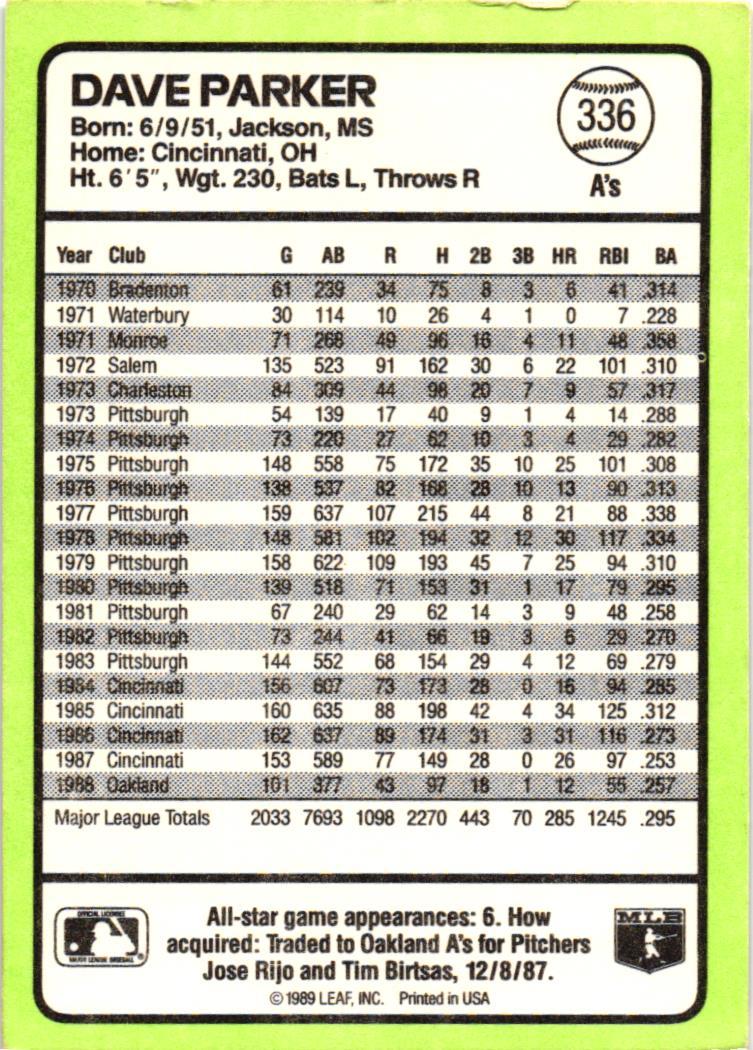 DAVE PARKER
Born: 6/9/51, Jackson, MS
Home: Cincinnati, OH
Ht. 6'5", Wgt. 230, Bats L, Throws R
336
A's
Year Club G AB R H 2B 3B HR RBI BA
1970 Bradenton 61 239 34 75 8 3 6 41 .314
1971 Waterbury 30 114 10 26 4 1 0 7 .228
1971 Monroe 71 268 49 96 16 4 11 48 .358
1972 Salem 135 523 91 162 30 6 22 101 .310
1973 Charleston 84 309 44 98 20 7 9 57 .317
1973 Pittsburgh 54 139 17 40 9 1 4 14 .288
1974 Pittsburgh 73 220 27 62 10 3 4 29 .282
1975 Pittsburgh 148 558 75 172 35 10 25 101 .308
1976 Pittsburgh 138 537 82 168 28 10 13 90 .313
1977 Pittsburgh 159 637 107 215 44 8 21 88 .338
1978 Pittsburgh 148 581 102 194 32 12 30 117 .334
1979 Pittsburgh 158 622 109 193 45 7 25 94 .310
1980 Pittsburgh 139 518 71 153 31 1 17 79 .295
1981 Pittsburgh 67 240 29 62 14 3 9 48 .258
1982 Pittsburgh 73 244 41 66 19 3 6 29 .270
1983 Pittsburgh 144 552 68 154 29 4 12 69 .279
1984 Cincinnati 156 607 73 173 28 0 16 94 .285
1985 Cincinnati 160 635 88 198 42 4 34 125 .312
1986 Cincinnati 162 637 89 174 31 3 31 116 .273
1987 Cincinnati 153 589 77 149 28 0 26 97 .253
1988 Oakland 101 377 43 97 18 1 12 55 .257
Major League Totals 2033 7693 1098 2270 443 70 285 1245 .295
OFFICIAL LICENSEE
MAJOR LEAGUE BASEBALL
®
All-star game appearances: 6. How
acquired: Traded to Oakland A's for Pitchers
Jose Rijo and Tim Birtsas, 12/8/87.
© 1989 LEAF, INC. Printed in USA
MLB